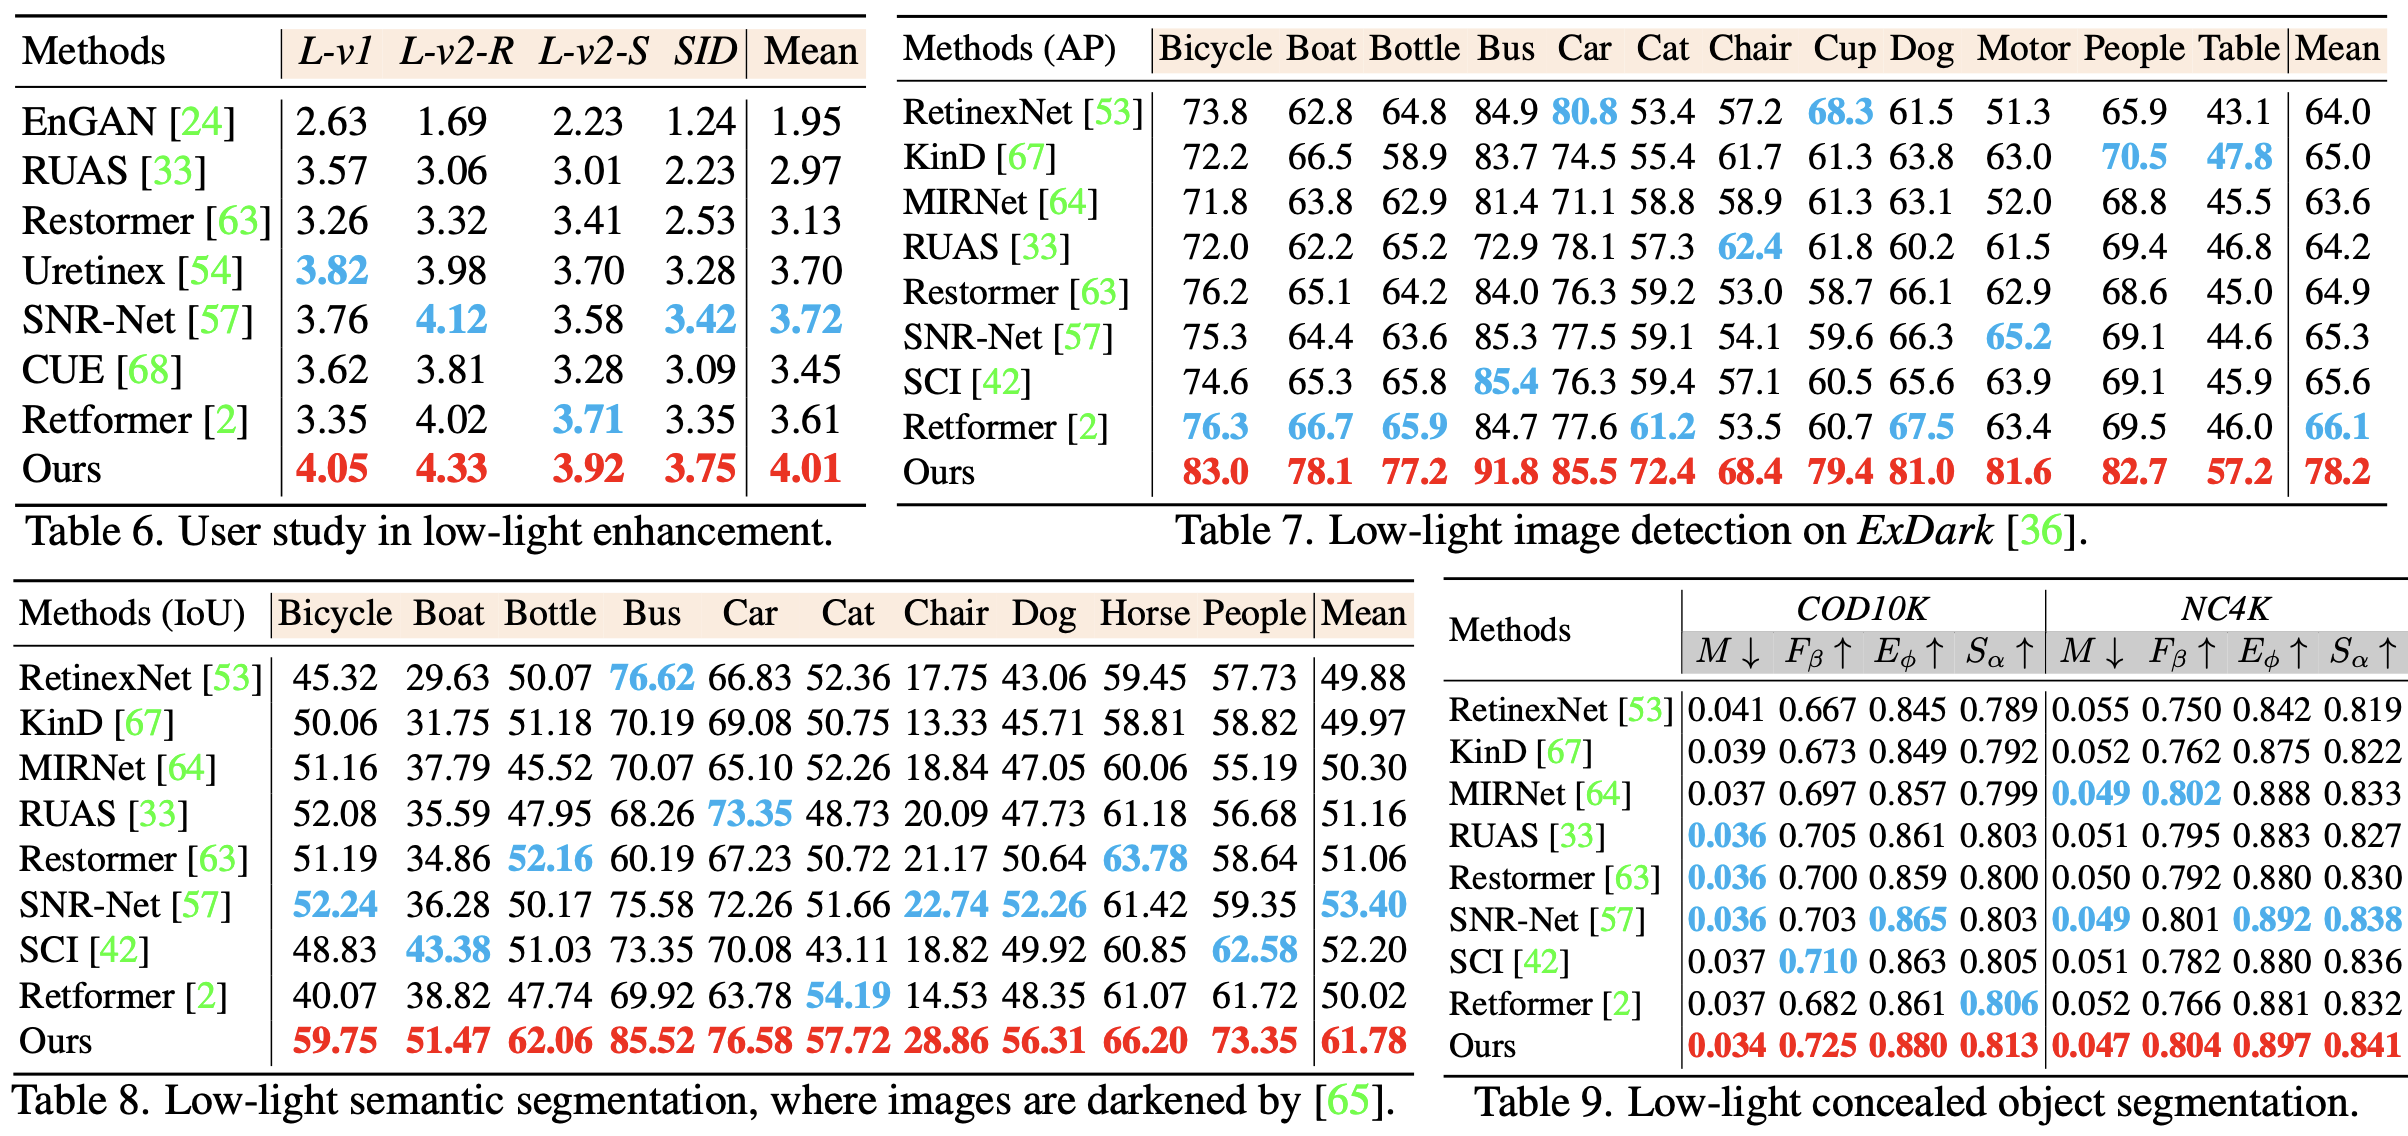 Methods L-v1 L-v2-R L-v2-S SID Mean
EnGAN [24] 2.63 1.69 2.23 1.24 1.95
RUAS [33] 3.57 3.06 3.01 2.23 2.97
Restormer [63] 3.26 3.32 3.41 2.53 3.13
Uretinex [54] 3.82 3.98 3.70 3.28 3.70
SNR-Net [57] 3.76 4.12 3.58 3.42 3.72
CUE [68] 3.62 3.81 3.28 3.09 3.45
Retformer [2] 3.35 4.02 3.71 3.35 3.61
Ours 4.05 4.33 3.92 3.75 4.01
Table 6. User study in low-light enhancement.
Methods (AP) Bicycle Boat Bottle Bus Car Cat Chair Cup Dog Motor People Table Mean
RetinexNet [53] 73.8 62.8 64.8 84.9 80.8 53.4 57.2 68.3 61.5 51.3 65.9 43.1 64.0
KinD [67] 72.2 66.5 58.9 83.7 74.5 55.4 61.7 61.3 63.8 63.0 70.5 47.8 65.0
MIRNet [64] 71.8 63.8 62.9 81.4 71.1 58.8 58.9 61.3 63.1 52.0 68.8 45.5 63.6
RUAS [33] 72.0 62.2 65.2 72.9 78.1 57.3 62.4 61.8 60.2 61.5 69.4 46.8 64.2
Restormer [63] 76.2 65.1 64.2 84.0 76.3 59.2 53.0 58.7 66.1 62.9 68.6 45.0 64.9
SNR-Net [57] 75.3 64.4 63.6 85.3 77.5 59.1 54.1 59.6 66.3 65.2 69.1 44.6 65.3
SCI [42] 74.6 65.3 65.8 85.4 76.3 59.4 57.1 60.5 65.6 63.9 69.1 45.9 65.6
Retformer [2] 76.3 66.7 65.9 84.7 77.6 61.2 53.5 60.7 67.5 63.4 69.5 46.0 66.1
Ours 83.0 78.1 77.2 91.8 85.5 72.4 68.4 79.4 81.0 81.6 82.7 57.2 78.2
Table 7. Low-light image detection on ExDark [36].
Methods (IoU) Bicycle Boat Bottle Bus Car Cat Chair Dog Horse People Mean
RetinexNet [53] 45.32 29.63 50.07 76.62 66.83 52.36 17.75 43.06 59.45 57.73 49.88
KinD [67] 50.06 31.75 51.18 70.19 69.08 50.75 13.33 45.71 58.81 58.82 49.97
MIRNet [64] 51.16 37.79 45.52 70.07 65.10 52.26 18.84 47.05 60.06 55.19 50.30
RUAS [33] 52.08 35.59 47.95 68.26 73.35 48.73 20.09 47.73 61.18 56.68 51.16
Restormer [63] 51.19 34.86 52.16 60.19 67.23 50.72 21.17 50.64 63.78 58.64 51.06
SNR-Net [57] 52.24 36.28 50.17 75.58 72.26 51.66 22.74 52.26 61.42 59.35 53.40
SCI [42] 48.83 43.38 51.03 73.35 70.08 43.11 18.82 49.92 60.85 62.58 52.20
Retformer [2] 40.07 38.82 47.74 69.92 63.78 54.19 14.53 48.35 61.07 61.72 50.02
Ours 59.75 51.47 62.06 85.52 76.58 57.72 28.86 56.31 66.20 73.35 61.78
Table 8. Low-light semantic segmentation, where images are darkened by [65].
Methods COD10K NC4K
M ↓ Fβ ↑ Eϕ ↑ Sα ↑ M ↓ Fβ ↑ Eϕ ↑ Sα ↑
RetinexNet [53] 0.041 0.667 0.845 0.789 0.055 0.750 0.842 0.819
KinD [67] 0.039 0.673 0.849 0.792 0.052 0.762 0.875 0.822
MIRNet [64] 0.037 0.697 0.857 0.799 0.049 0.802 0.888 0.833
RUAS [33] 0.036 0.705 0.861 0.803 0.051 0.795 0.883 0.827
Restormer [63] 0.036 0.700 0.859 0.800 0.050 0.792 0.880 0.830
SNR-Net [57] 0.036 0.703 0.865 0.803 0.049 0.801 0.892 0.838
SCI [42] 0.037 0.710 0.863 0.805 0.051 0.782 0.880 0.836
Retformer [2] 0.037 0.682 0.861 0.806 0.052 0.766 0.881 0.832
Ours 0.034 0.725 0.880 0.813 0.047 0.804 0.897 0.841
Table 9. Low-light concealed object segmentation.